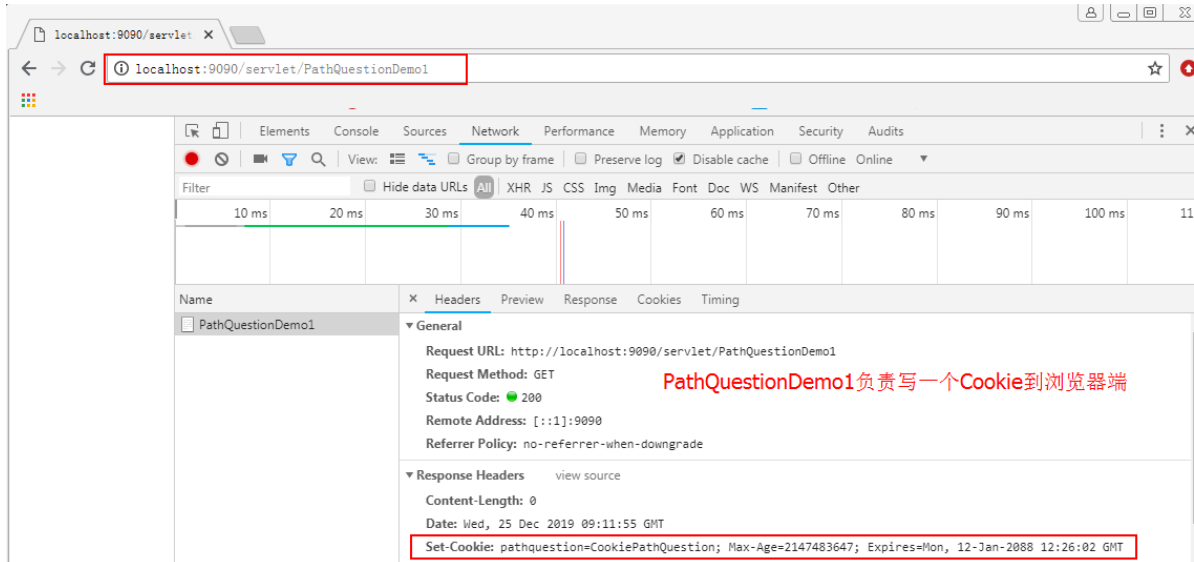 localhost:9090/servlet
localhost:9090/servlet/PathQuestionDemo1
Elements Console Sources Network Performance Memory Application Security Audits
View: Group by frame Preserve log Disable cache Offline Online
Filter Hide data URLs All XHR JS CSS Img Media Font Doc WS Manifest Other
10 ms 20 ms 30 ms 40 ms 50 ms 60 ms 70 ms 80 ms 90 ms 100 ms 11
Name Headers Preview Response Cookies Timing
PathQuestionDemo1
General
Request URL: http://localhost:9090/servlet/PathQuestionDemo1
Request Method: GET
PathQuestionDemo1负责写一个Cookie到浏览器端
Status Code: 200
Remote Address: [::1]:9090
Referrer Policy: no-referrer-when-downgrade
Response Headers view source
Content-Length: 0
Date: Wed, 25 Dec 2019 09:11:55 GMT
Set-Cookie: pathquestion=CookiePathQuestion; Max-Age=2147483647; Expires=Mon, 12-Jan-2088 12:26:02 GMT